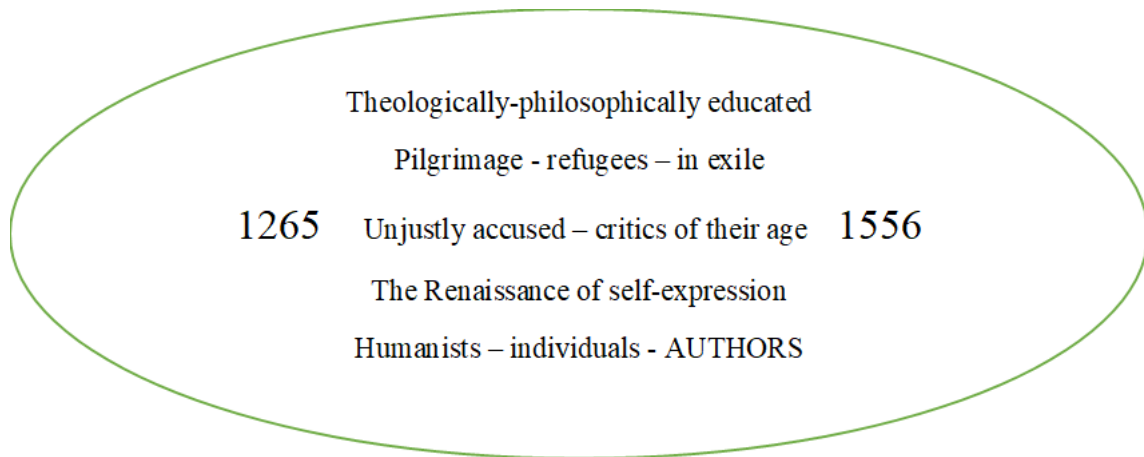 Theologically-philosophically educated
Pilgrimage - refugees – in exile
1265 Unjustly accused – critics of their age 1556
The Renaissance of self-expression
Humanists – individuals - AUTHORS